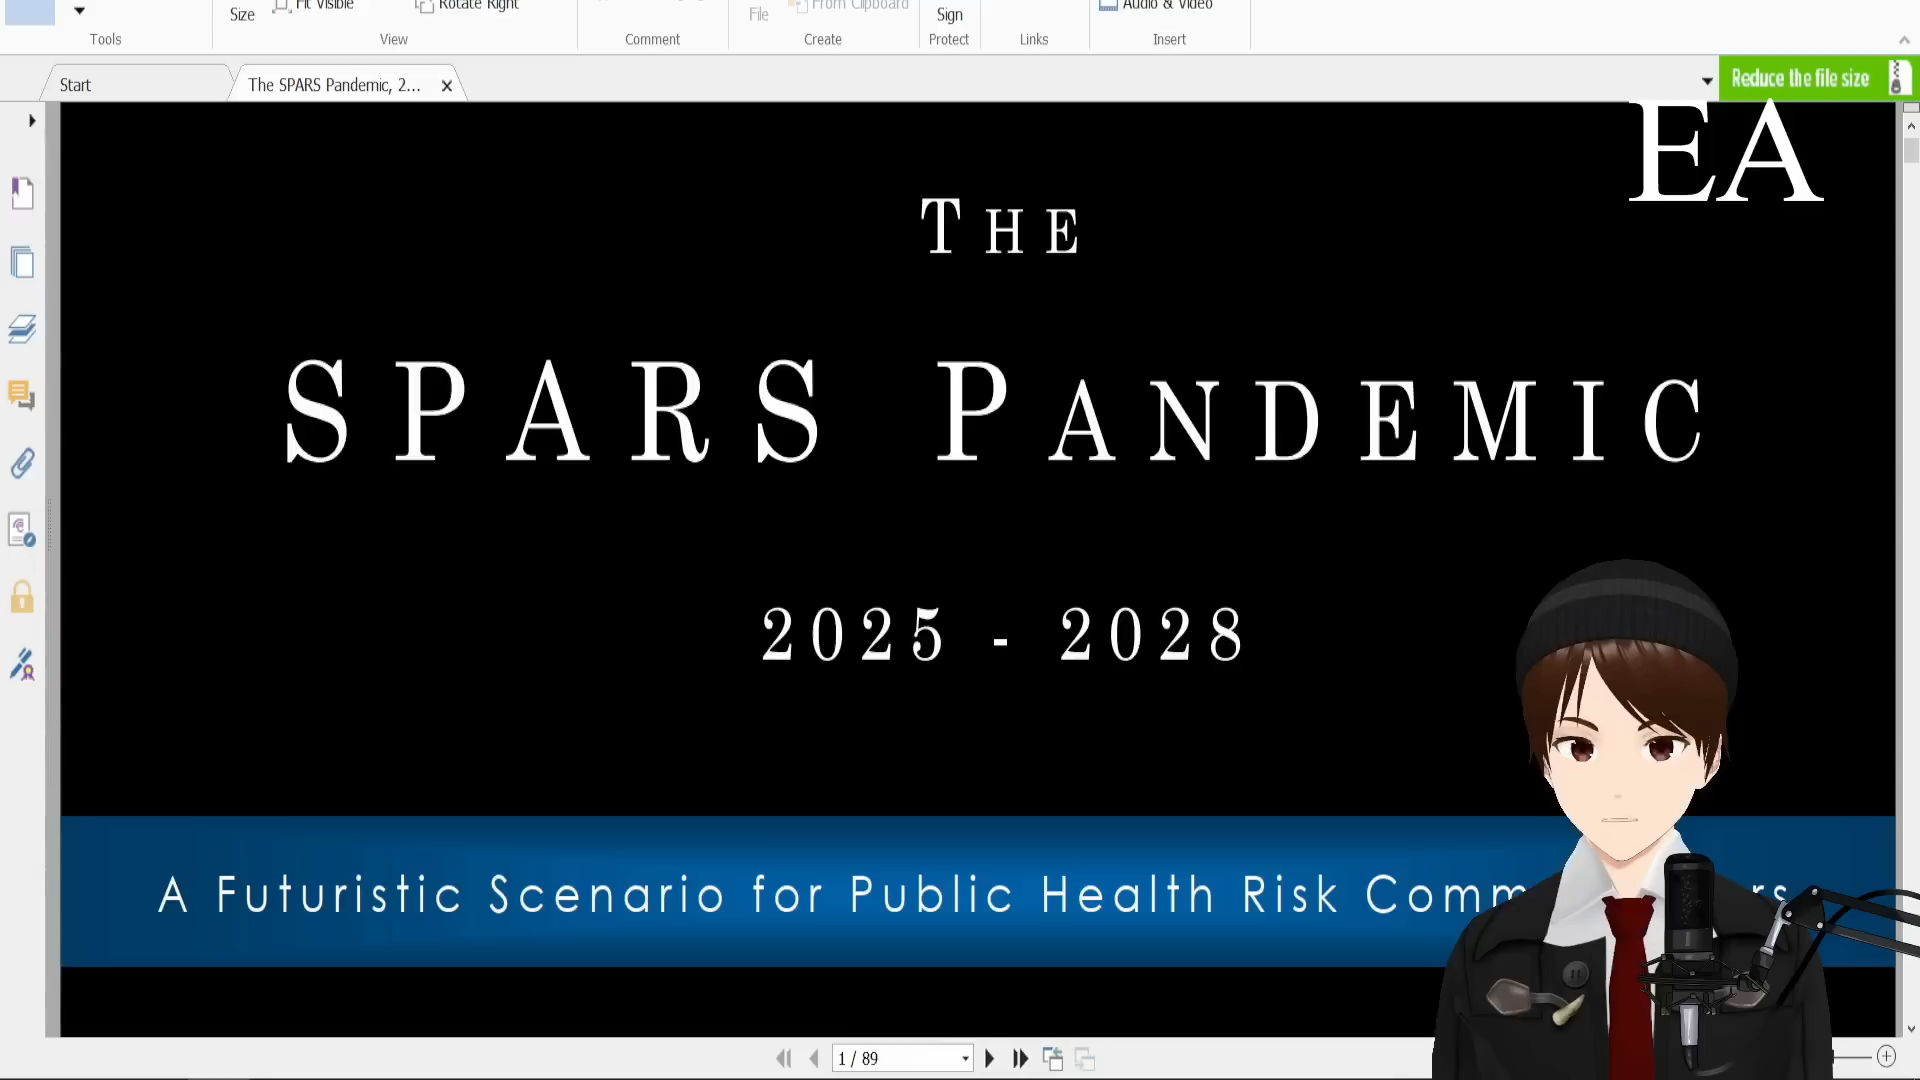 Size Fit Visible Rotate Right File From Clipboard Sign Audio & Video
Tools View Comment Create Protect Links Insert
Start The SPARS Pandemic, 2... Reduce the file size
EA
THE
SPARS PANDEMIC
2025 - 2028
A Futuristic Scenario for Public Health Risk Comm rs
1 / 89